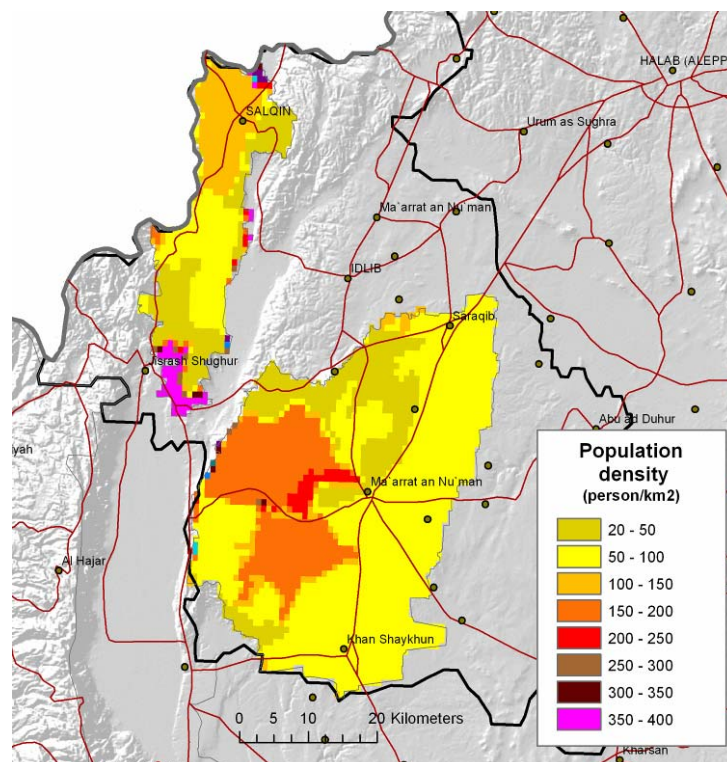 HALAB (ALEPP
SALQIN
Urum as Sughra
Ma`arrat an Nu`man
IDLIB
Saraqib
Jisrash Shughur
Abu ad Duhur
iyah
Ma`arrat an Nu`man
Al Hajar
Khan Shaykhun
Kharsan
0 5 10 20 Kilometers
Population
density
(person/km2)
20 - 50
50 - 100
100 - 150
150 - 200
200 - 250
250 - 300
300 - 350
350 - 400